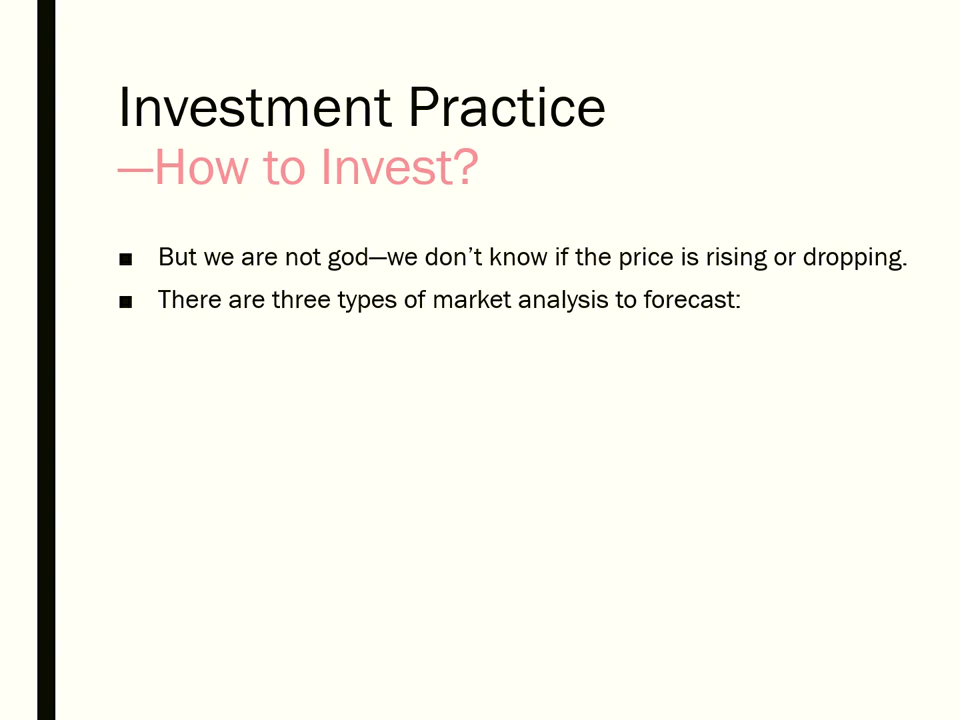 Investment Practice
—How to Invest?
■ But we are not god—we don’t know if the price is rising or dropping.
■ There are three types of market analysis to forecast: